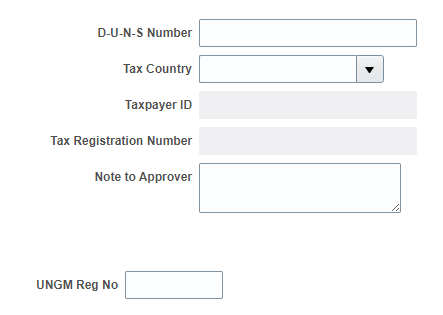 D-U-N-S Number
Tax Country
Taxpayer ID
Tax Registration Number
Note to Approver
UNGM Reg No